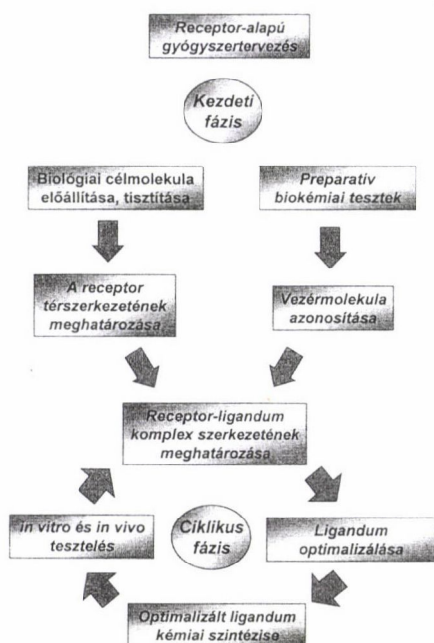 Receptor-alapú
gyógyszertervezés
Kezdeti
fázis
Biológiai célmolekula
előállítása, tisztítása
Preparatív
biokémiai tesztek
A receptor
térszerkezetének
meghatározása
Vezérmolekula
azonosítása
Receptor-ligandum
komplex szerkezetének
meghatározása
in vitro és in vivo
tesztelés
Ciklikus
fázis
Ligandum
optimalizálása
Optimalizált ligandum
kémiai szintézise